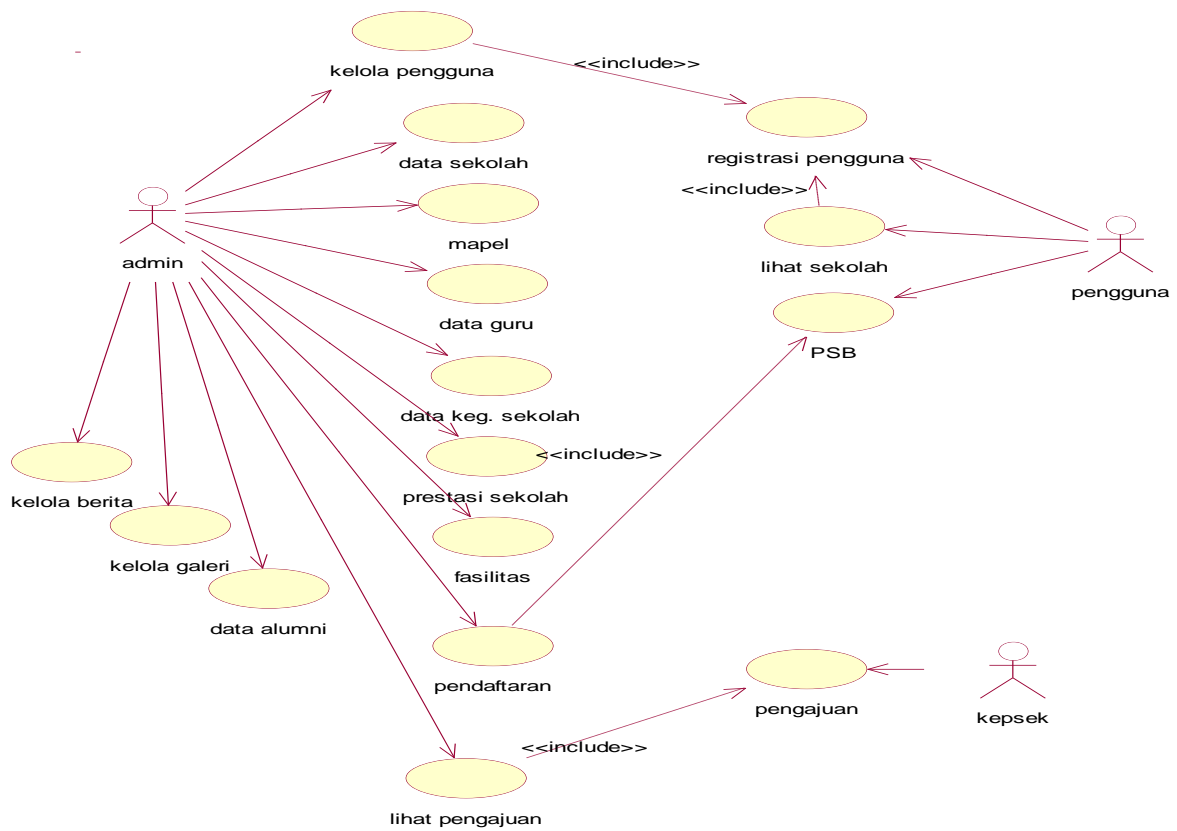 kelola pengguna
<<include>>
registrasi pengguna
data sekolah
<<include>>
mapel
admin
lihat sekolah
pengguna
data guru
PSB
data keg. sekolah
<<include>>
kelola berita
prestasi sekolah
kelola galeri
fasilitas
data alumni
pendaftaran
pengajuan
kepsek
<<include>>
lihat pengajuan